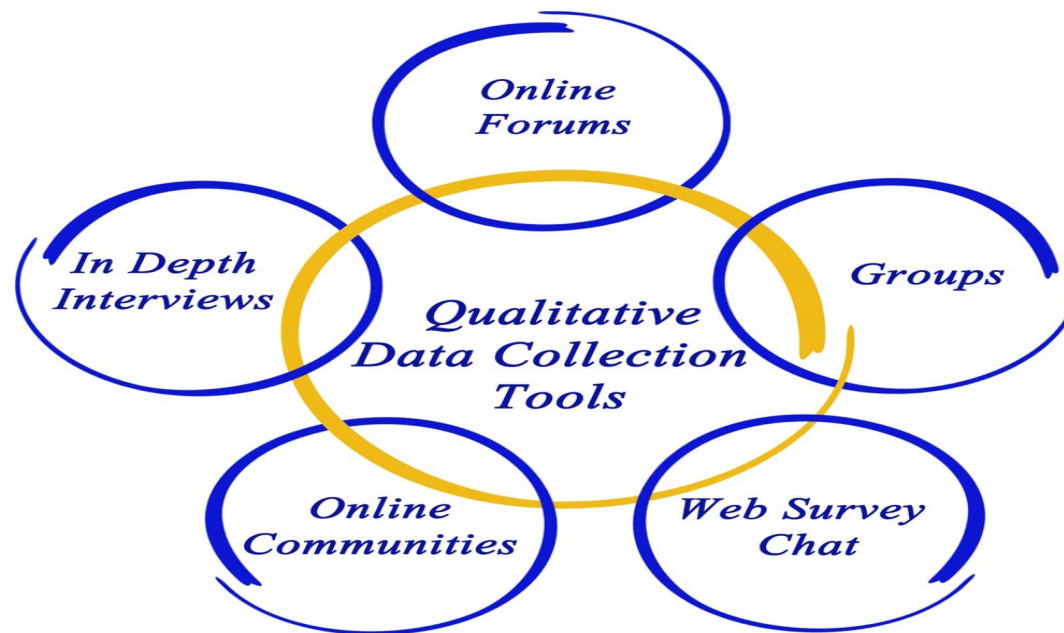 Online
Forums
In Depth
Interviews
Groups
Qualitative
Data Collection
Tools
Online
Communities
Web Survey
Chat